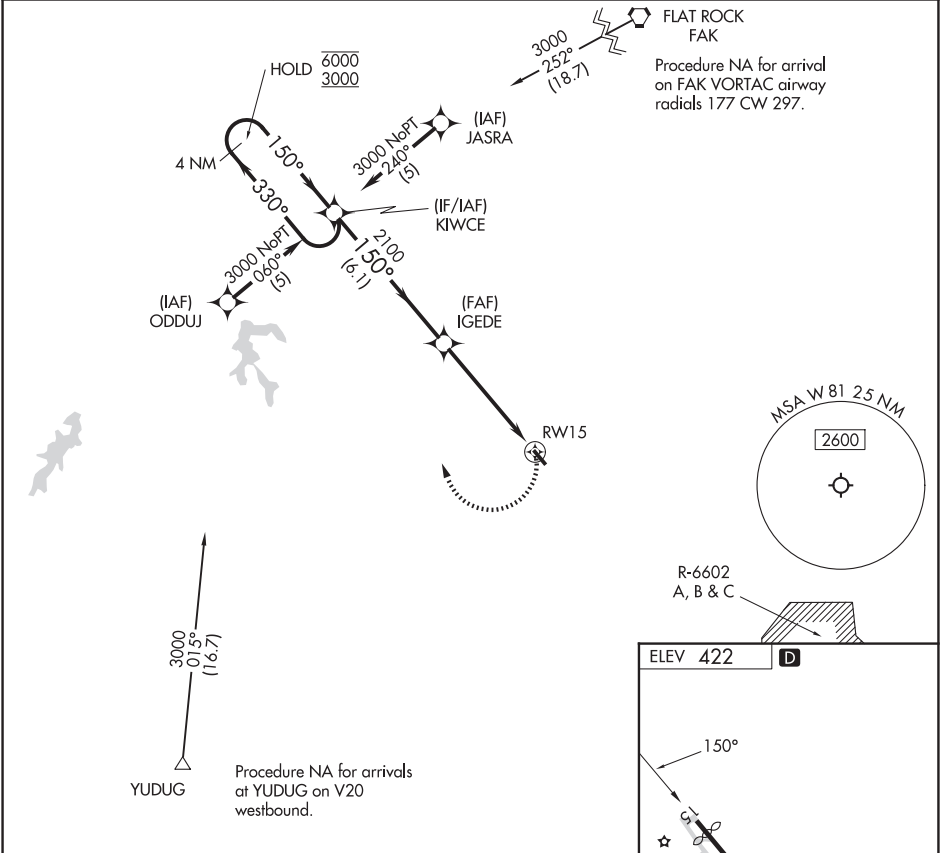 FLAT ROCK
FAK
3000
252°
(18.7)
Procedure NA for arrival
on FAK VORTAC airway
radials 177 CW 297.
HOLD 6000
3000
(IAF)
JASRA
3000 NoPT
240°
(5)
4 NM
150°
330°
(IF/IAF)
KIWCE
3000 NoPT
060°
(5)
2100
150°
(6.1)
(IAF)
ODDUJ
(FAF)
IGEDE
RW15
MSA W81 25 NM
2600
R-6602
A, B & C
3000
015°
(16.7)
YUDUG
Procedure NA for arrivals
at YUDUG on V20
westbound.
ELEV 422 D
150°
15